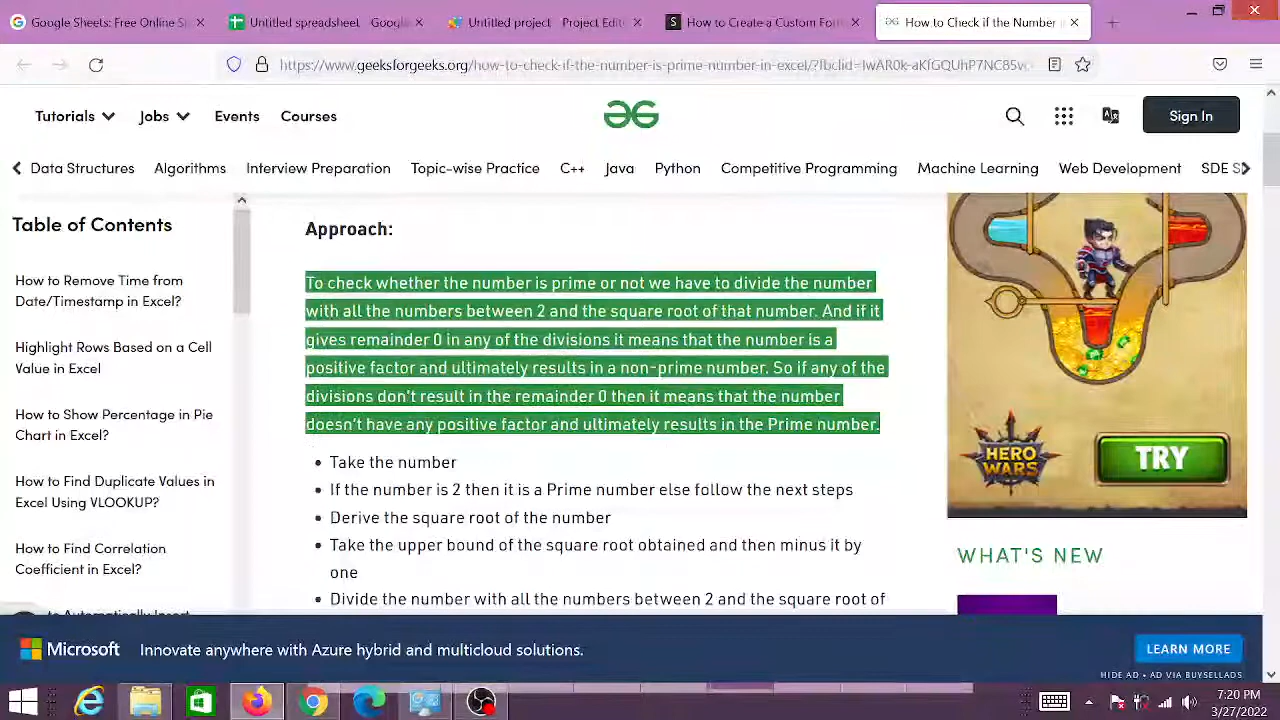 Google Sheets: Free Online S
Untitled spreadsheet - Google
Untitled project - Project Edit
How to Create a Custom For
How to Check if the Number i
https://www.geeksforgeeks.org/how-to-check-if-the-number-is-prime-number-in-excel/?fbclid=IwAR0k-aKfGQUhP7NC85v
Tutorials
Jobs
Events
Courses
Sign In
Data Structures
Algorithms
Interview Preparation
Topic-wise Practice
C++
Java
Python
Competitive Programming
Machine Learning
Web Development
SDE S
Table of Contents
How to Remove Time from
Date/Timestamp in Excel?
Highlight Rows Based on a Cell
Value in Excel
How to Show Percentage in Pie
Chart in Excel?
How to Find Duplicate Values in
Excel Using VLOOKUP?
How to Find Correlation
Coefficient in Excel?
to Automatically Insert
Approach:
To check whether the number is prime or not we have to divide the number
with all the numbers between 2 and the square root of that number. And if it
gives remainder 0 in any of the divisions it means that the number is a
positive factor and ultimately results in a non-prime number. So if any of the
divisions don't result in the remainder 0 then it means that the number
doesn't have any positive factor and ultimately results in the Prime number.
• Take the number
• If the number is 2 then it is a Prime number else follow the next steps
• Derive the square root of the number
• Take the upper bound of the square root obtained and then minus it by
one
• Divide the number with all the numbers between 2 and the square root of
HERO
WARS
TRY
WHAT'S NEW
Microsoft
Innovate anywhere with Azure hybrid and multicloud solutions.
LEARN MORE
HIDE AD • AD VIA BUYSELLADS
7:20 PM
3/27/2022